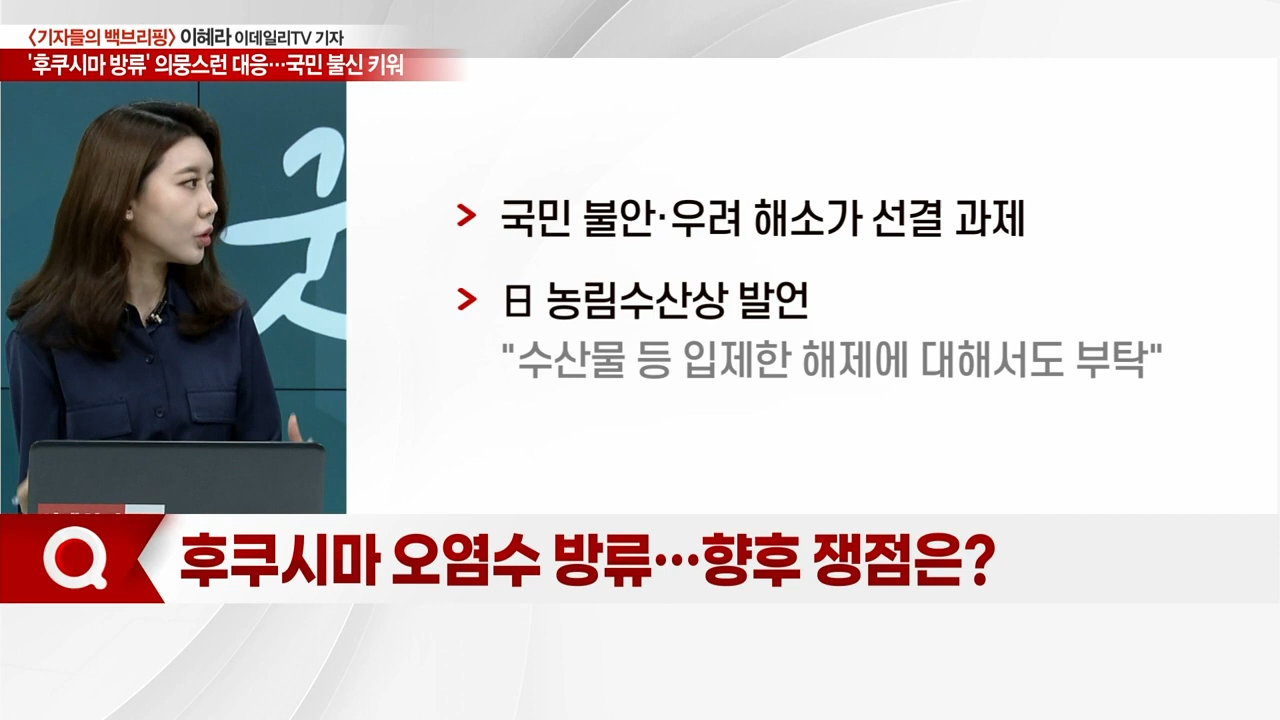 <기자들의 백브리핑> 이혜라 이데일리TV 기자
'후쿠시마 방류' 의뭉스런 대응…국민 불신 키워
> 국민 불안·우려 해소가 선결 과제
> 日 농림수산상 발언
"수산물 등 입제한 해제에 대해서도 부탁"
Q 후쿠시마 오염수 방류…향후 쟁점은?